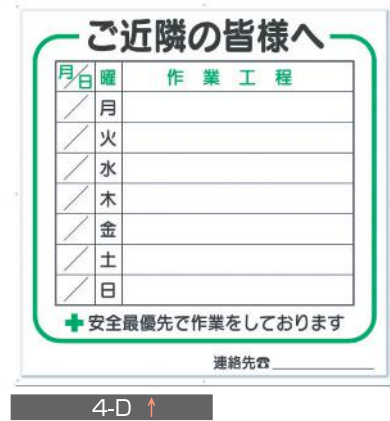 ご近隣の皆様へ
月/日 曜 作業工程
/ 月
/ 火
/ 水
/ 木
/ 金
/ 土
/ 日
✚安全最優先で作業をしております
連絡先☎
4-D ↑